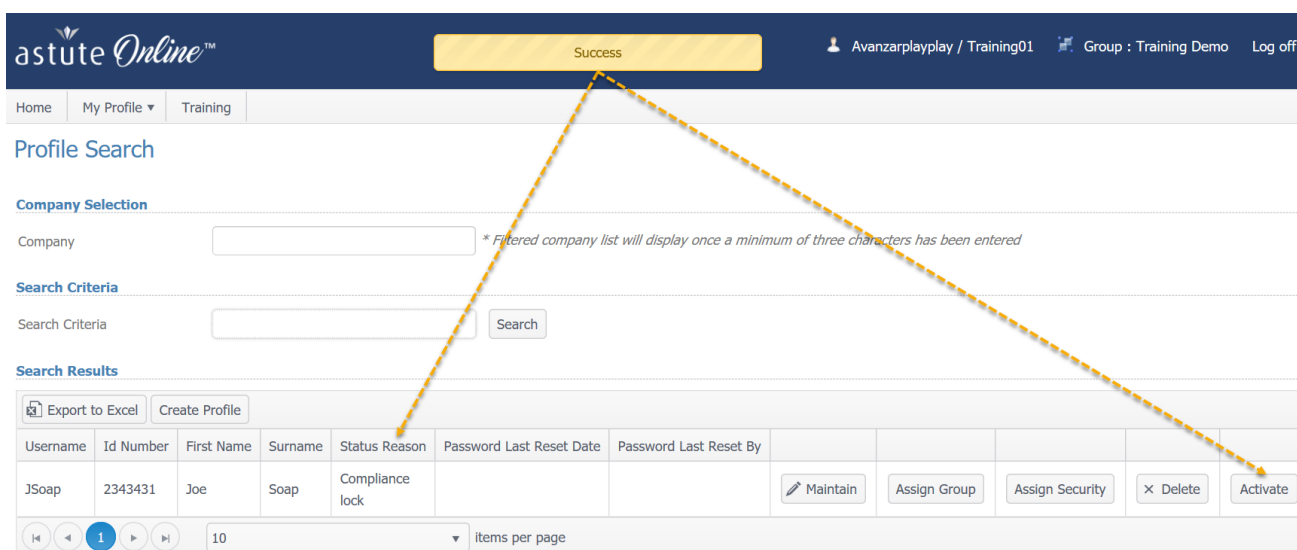 astute Online™
Success
Avanzarplayplay / Training01 Group : Training Demo Log off
Home My Profile ▾ Training
Profile Search
Company Selection
Company * Filtered company list will display once a minimum of three characters has been entered
Search Criteria
Search Criteria Search
Search Results
Export to Excel Create Profile
Username Id Number First Name Surname Status Reason Password Last Reset Date Password Last Reset By
JSoap 2343431 Joe Soap Compliance lock Maintain Assign Group Assign Security × Delete Activate
1 10 ▾ items per page